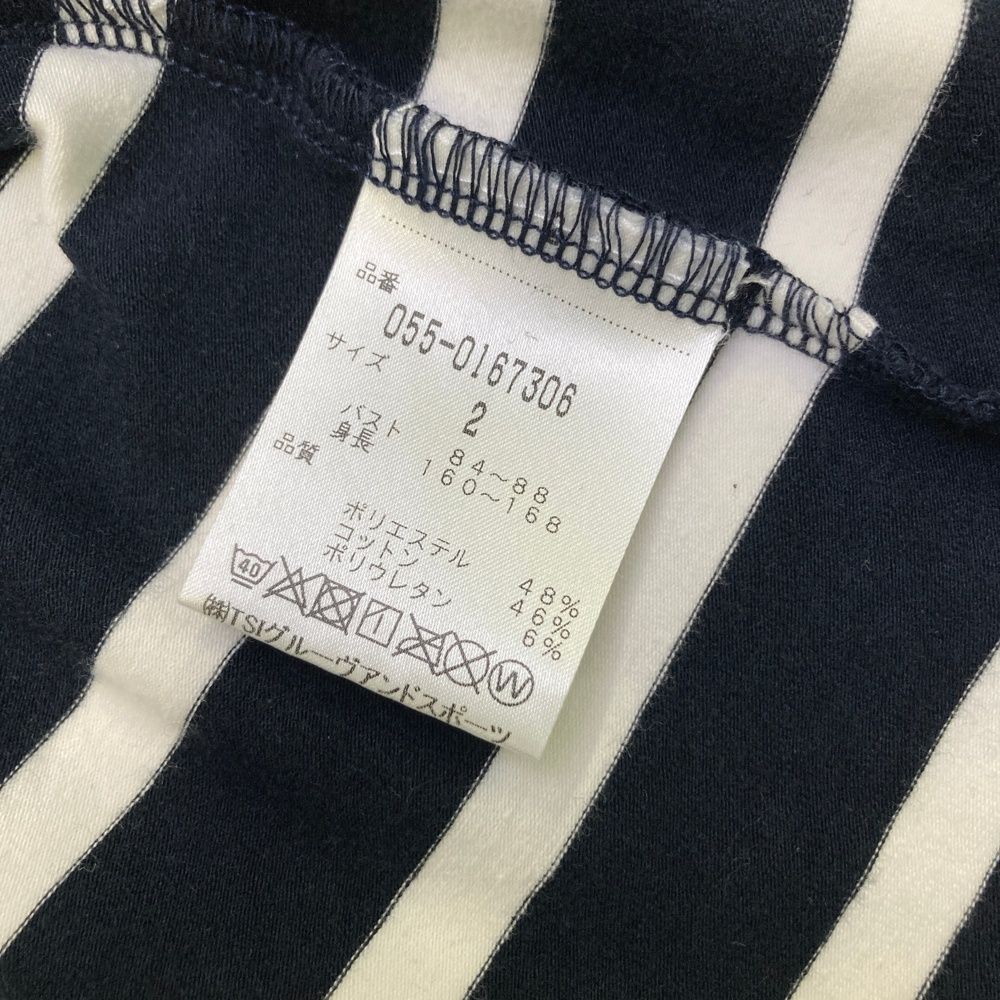 品番
055-0167306
サイズ 2
バスト 84〜88
身長 160〜168
品質
ポリエステル 48%
コットン 46%
ポリウレタン 6%
40 W
㈱TSIグルーヴアンドスポーツ